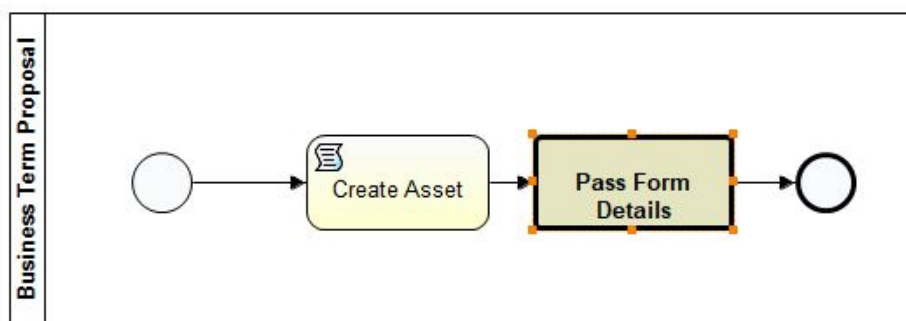 Business Term Proposal
Create Asset
Pass Form
Details